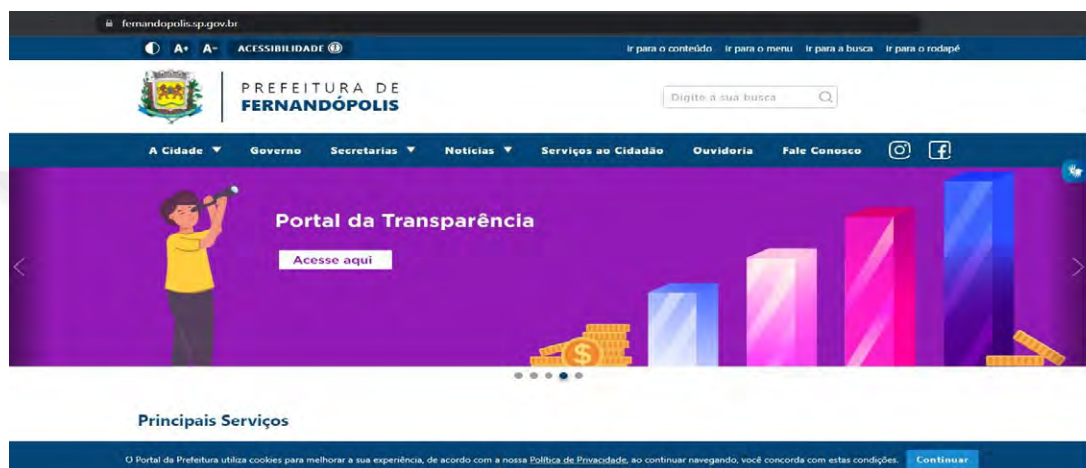 fernandopolis.sp.gov.br
A+ A- ACESSIBILIDADE Ir para o conteúdo Ir para o menu Ir para a busca Ir para o rodapé
PREFEITURA DE
FERNANDÓPOLIS
Digite a sua busca
A Cidade ▼ Governo Secretarias ▼ Notícias ▼ Serviços ao Cidadão Ouvidoria Fale Conosco
Portal da Transparência
Acesse aqui
$
Principais Serviços
O Portal da Prefeitura utiliza cookies para melhorar a sua experiência, de acordo com a nossa Política de Privacidade, ao continuar navegando, você concorda com estas condições. Continuar